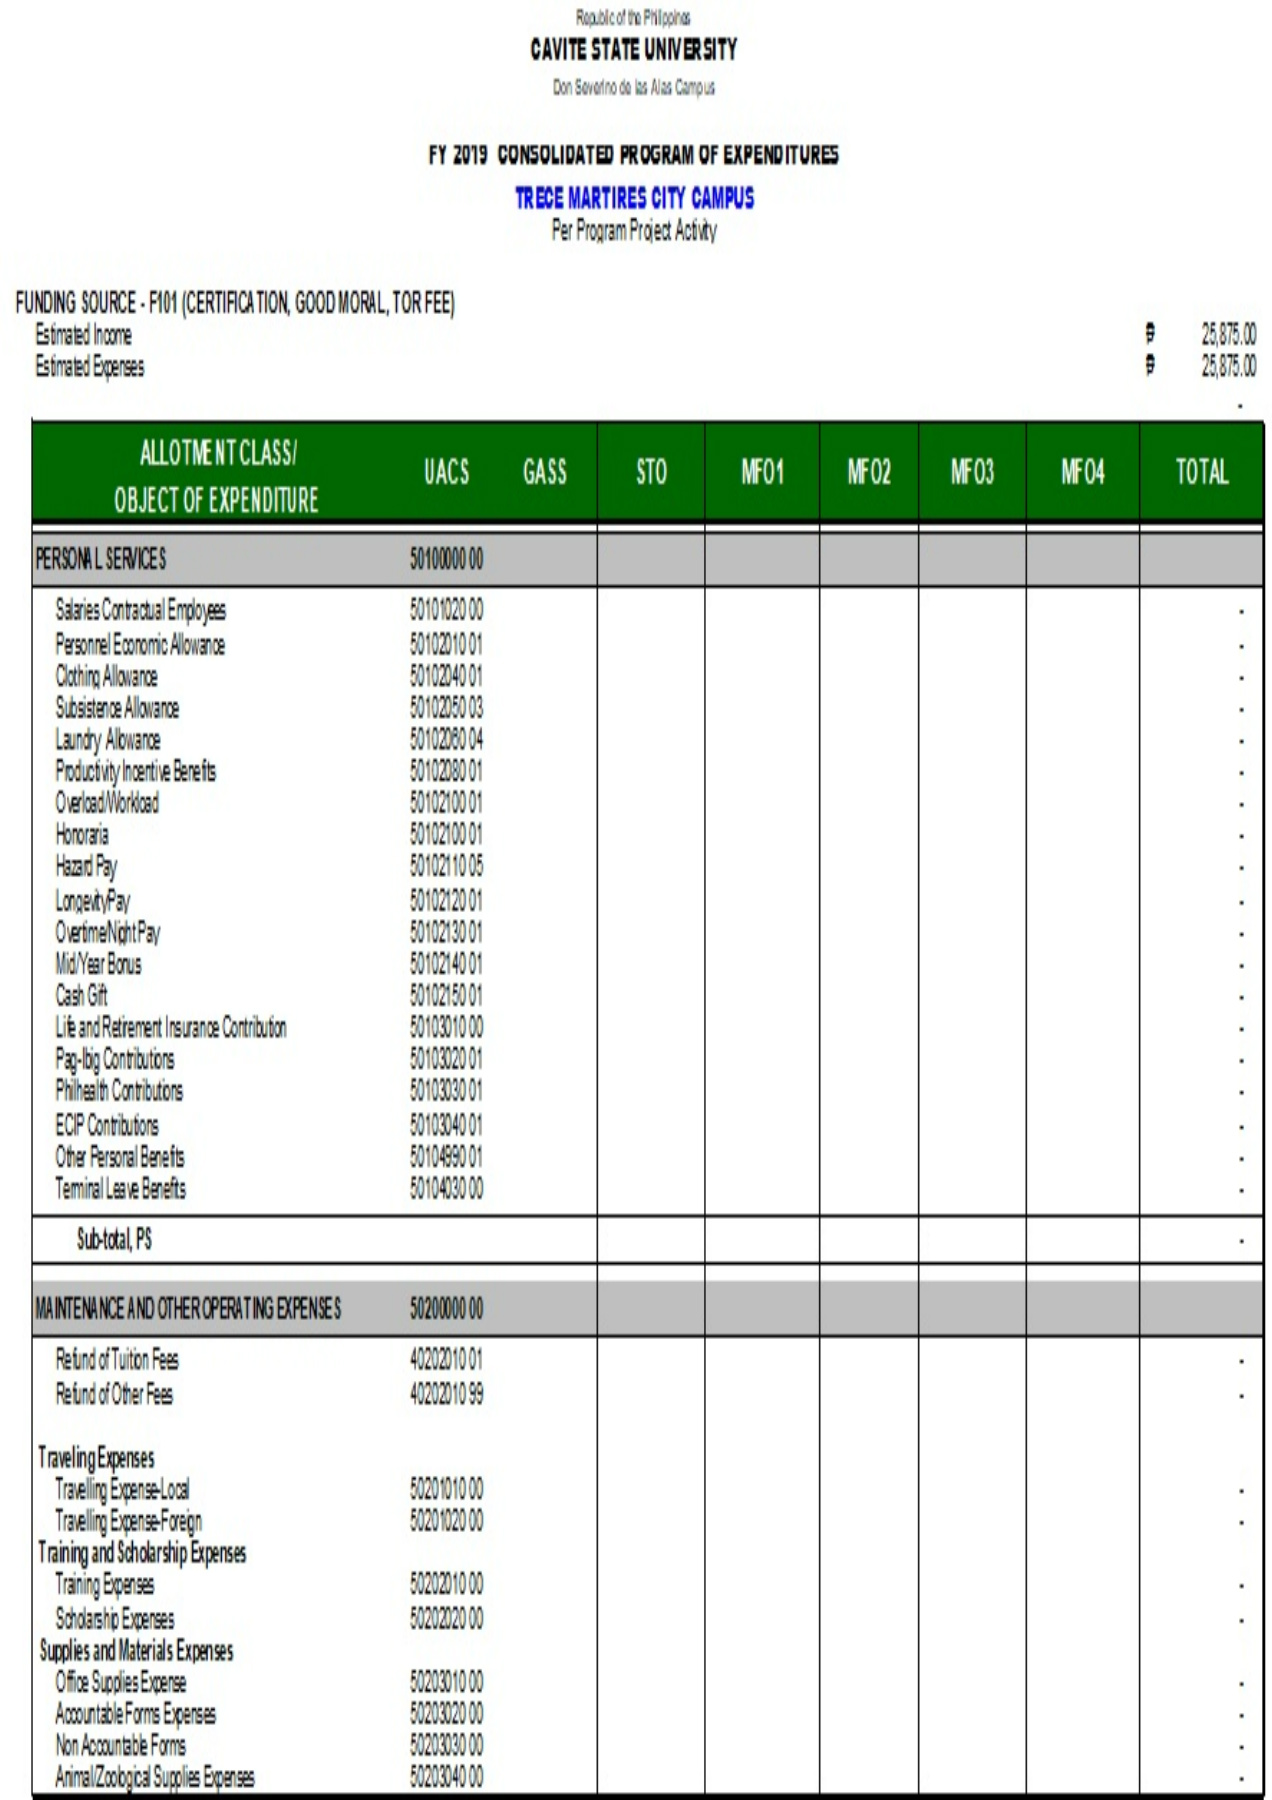 Republic of the Philippines
CAVITE STATE UNIVERSITY
Don Severino de las Alas Campus
FY 2019 CONSOLIDATED PROGRAM OF EXPENDITURES
TRECE MARTIRES CITY CAMPUS
Per Program Project Activity
FUNDING SOURCE - F101 (CERTIFICATION, GOOD MORAL, TOR FEE)
Estimated Income ₱ 25,875.00
Estimated Expenses ₱ 25,875.00
-
ALLOTMENT CLASS/
OBJECT OF EXPENDITURE UACS GASS STO MFO1 MFO2 MFO3 MFO4 TOTAL
PERSONAL SERVICES 50100000 00
Salaries Contractual Employees 50101020 00 -
Personnel Economic Allowance 50102010 01 -
Clothing Allowance 50102040 01 -
Subsistence Allowance 50102050 03 -
Laundry Allowance 50102060 04 -
Productivity Incentive Benefits 50102080 01 -
Overload/Workload 50102100 01 -
Honoraria 50102100 01 -
Hazard Pay 50102110 05 -
Longevity Pay 50102120 01 -
Overtime/Night Pay 50102130 01 -
Mid/Year Bonus 50102140 01 -
Cash Gift 50102150 01 -
Life and Retirement Insurance Contribution 50103010 00 -
Pag-Ibig Contributions 50103020 01 -
Philhealth Contributions 50103030 01 -
ECIP Contributions 50103040 01 -
Other Personal Benefits 50104990 01 -
Terminal Leave Benefits 50104030 00 -
Sub-total, PS -
MAINTENANCE AND OTHER OPERATING EXPENSES 50200000 00
Refund of Tuition Fees 40202010 01 -
Refund of Other Fees 40202010 99 -
Traveling Expenses
Travelling Expense-Local 50201010 00 -
Travelling Expense-Foreign 50201020 00 -
Training and Scholarship Expenses
Training Expenses 50202010 00 -
Scholarship Expenses 50202020 00 -
Supplies and Materials Expenses
Office Supplies Expense 50203010 00 -
Accountable Forms Expenses 50203020 00 -
Non Accountable Forms 50203030 00 -
Animal/Zoological Supplies Expenses 50203040 00 -